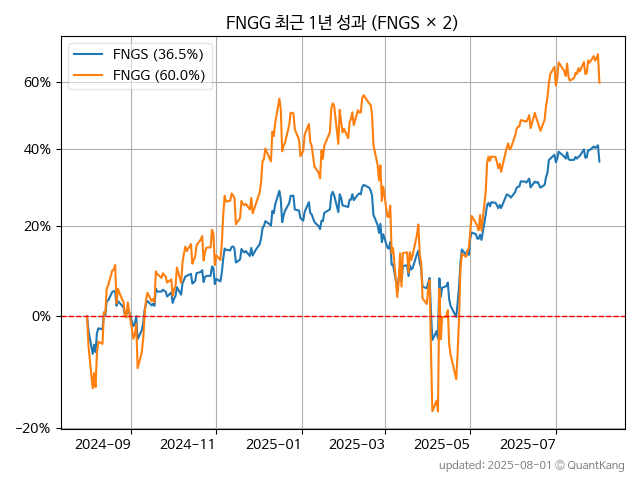 FNGG 최근 1년 성과 (FNGS × 2)
FNGS (36.5%)
FNGG (60.0%)
60%
40%
20%
0%
−20%
2024−09
2024−11
2025−01
2025−03
2025−05
2025−07
updated: 2025-08-01 © QuantKang